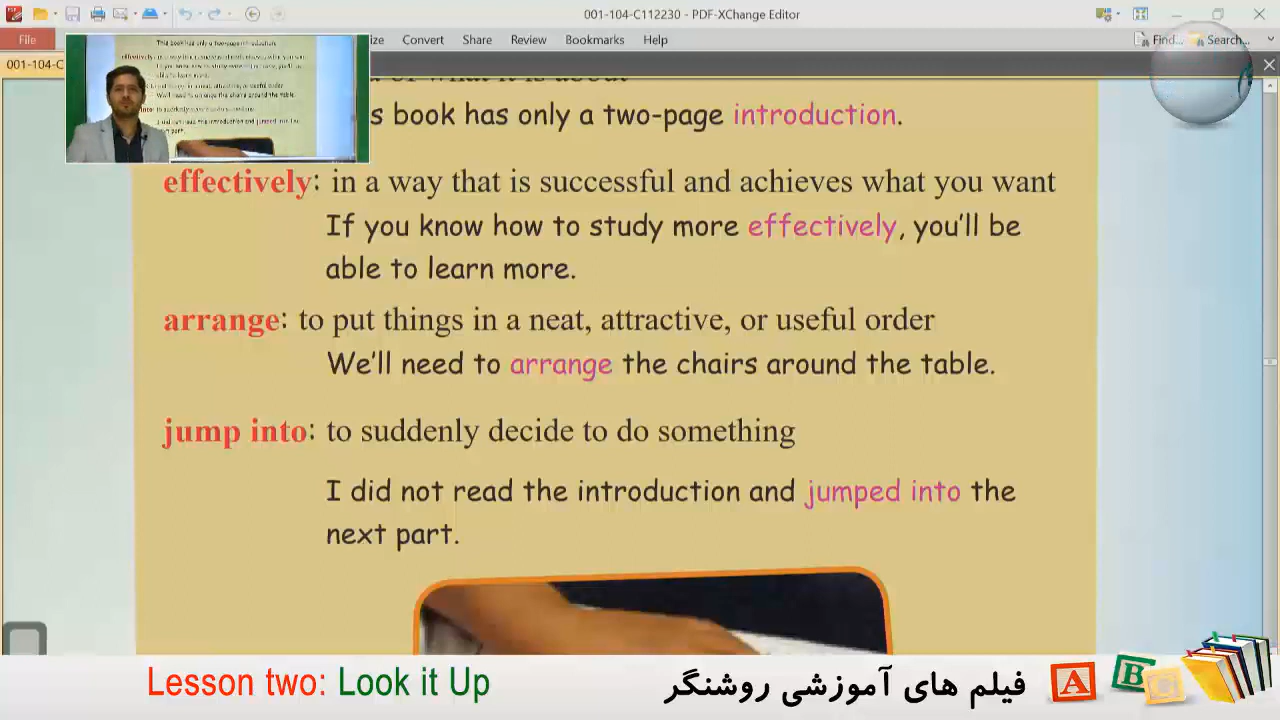 001-104-C112230 - PDF-XChange Editor
File
Convert Share Review Bookmarks Help
Find... Search...
001-104-C
book has only a two-page introduction.
effectively: in a way that is successful and achieves what you want
If you know how to study more effectively, you'll be
able to learn more.
arrange: to put things in a neat, attractive, or useful order
We'll need to arrange the chairs around the table.
jump into: to suddenly decide to do something
I did not read the introduction and jumped into the
next part.
Lesson two: Look it Up
فیلم های آموزشی روشنگر
A B C